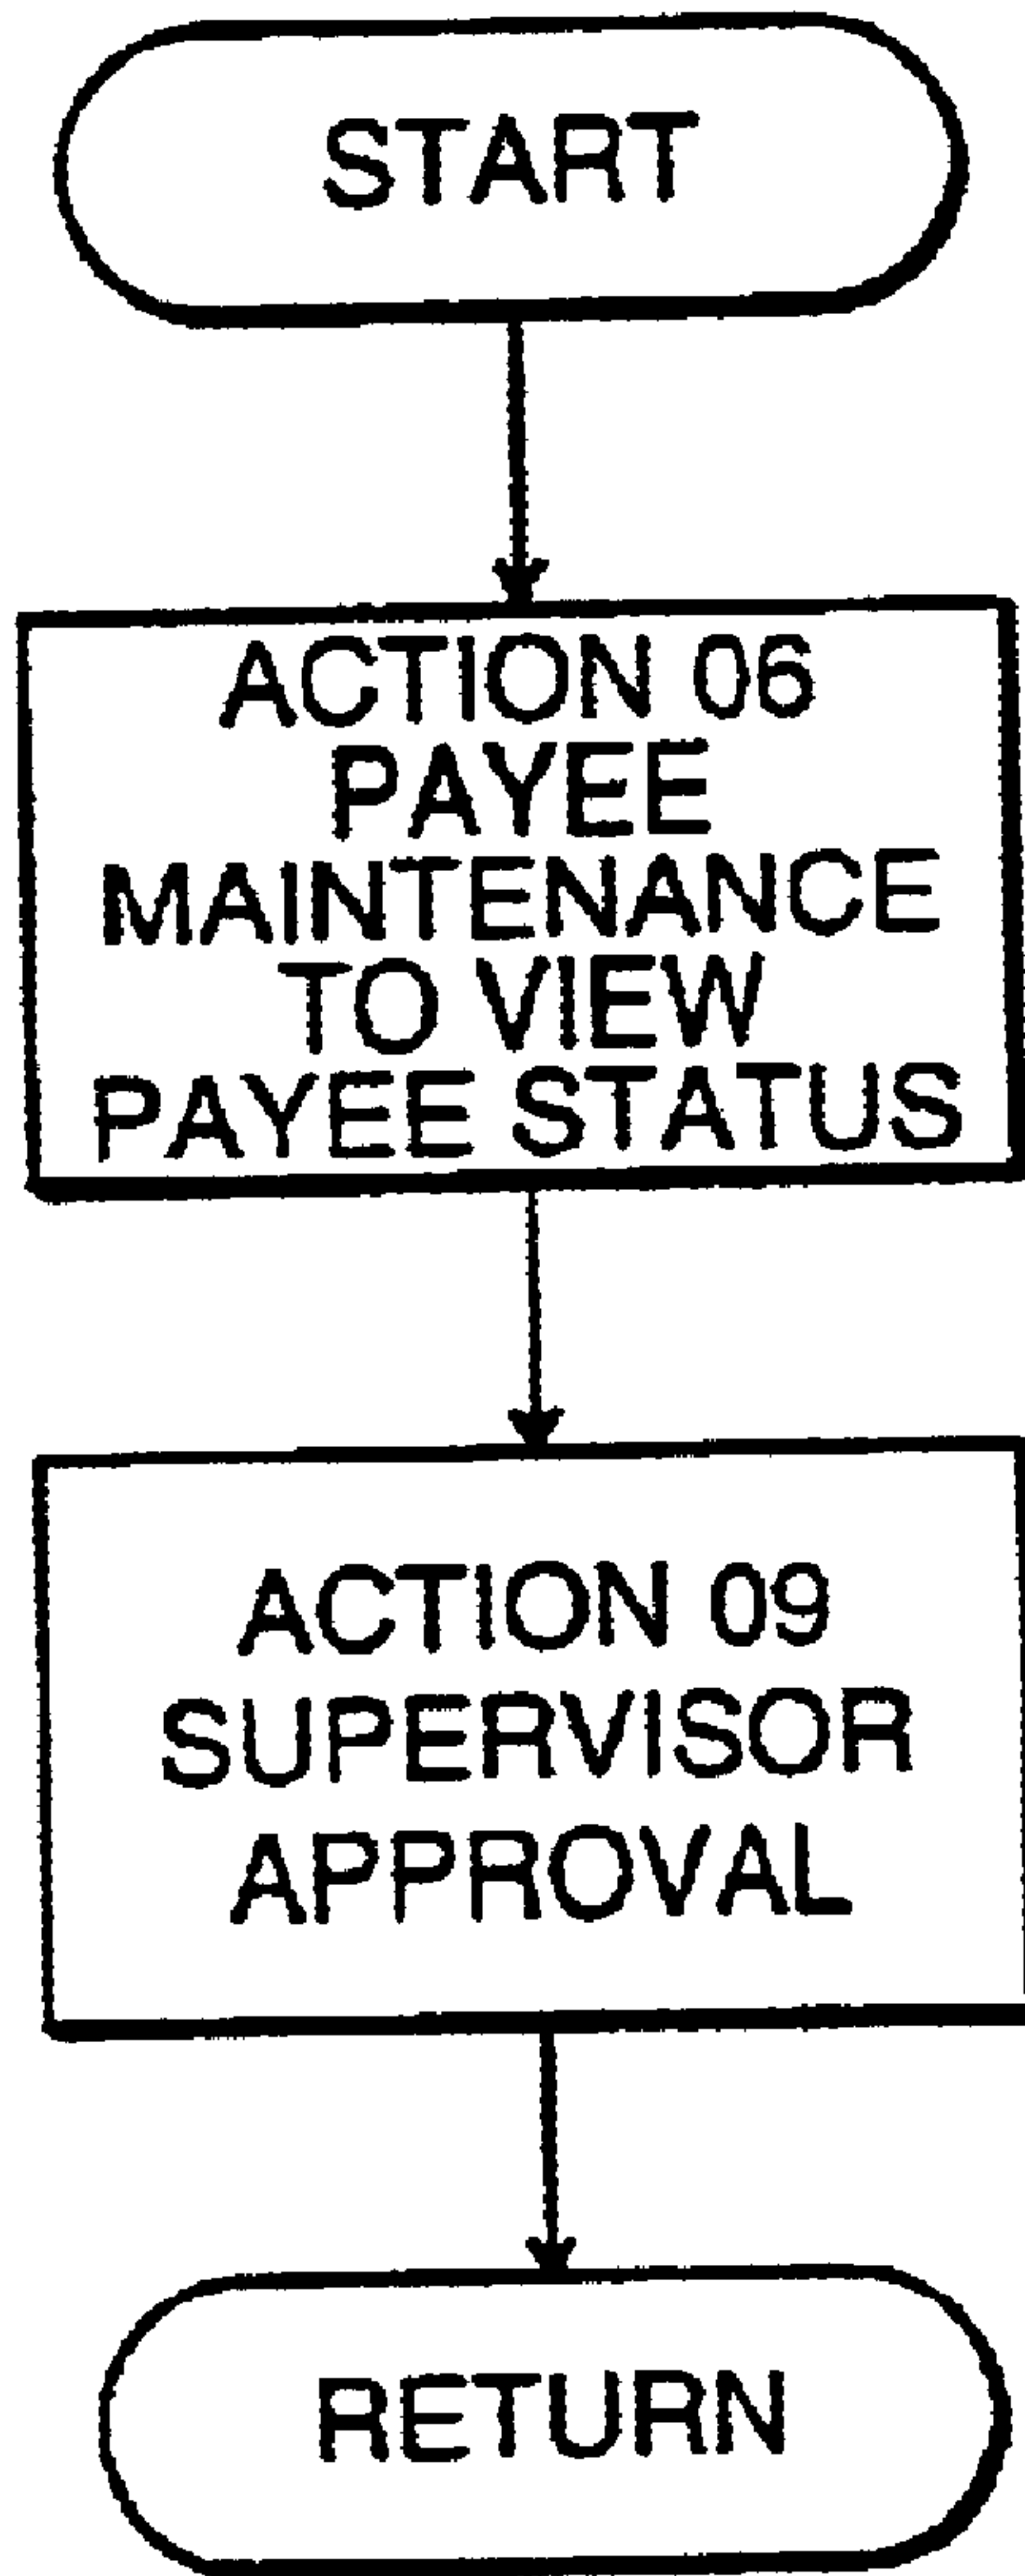 START
ACTION 06
PAYEE
MAINTENANCE
TO VIEW
PAYEE STATUS
ACTION 09
SUPERVISOR
APPROVAL
RETURN